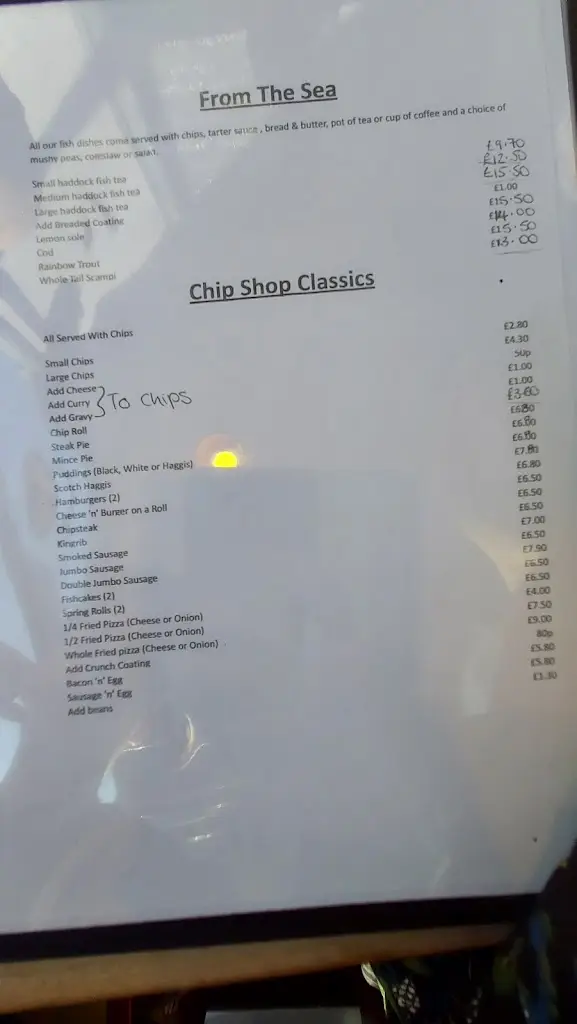 From The Sea
All our fish dishes come served with chips, tarter sauce , bread & butter, pot of tea or cup of coffee and a choice of
mushy peas, coleslaw or salad.
Small haddock fish tea £9.70
Medium haddock fish tea £12.50
Large haddock fish tea £15.50
Add Breaded Coating £1.00
Lemon sole £15.50
Cod £14.00
Rainbow Trout £15.50
Whole Tail Scampi £13.00
Chip Shop Classics
All Served With Chips
Small Chips £2.80
Large Chips £4.30
Add Cheese 50p
Add Curry } To Chips £1.00
Add Gravy £1.00
Chip Roll
Steak Pie £6.80
Mince Pie £6.80
Puddings (Black, White or Haggis) £6.80
Scotch Haggis £7.80
Hamburgers (2) £6.80
Cheese 'n' Burger on a Roll £6.50
Chipsteak £6.50
Kingrib £6.50
Smoked Sausage £7.00
Jumbo Sausage £6.50
Double Jumbo Sausage £7.90
Fishcakes (2) £6.50
Spring Rolls (2) £6.50
1/4 Fried Pizza (Cheese or Onion) £4.00
1/2 Fried Pizza (Cheese or Onion) £7.50
Whole Fried pizza (Cheese or Onion) £9.00
Add Crunch Coating 80p
Bacon 'n' Egg £5.80
Sausage 'n' Egg £5.80
Add beans £1.30